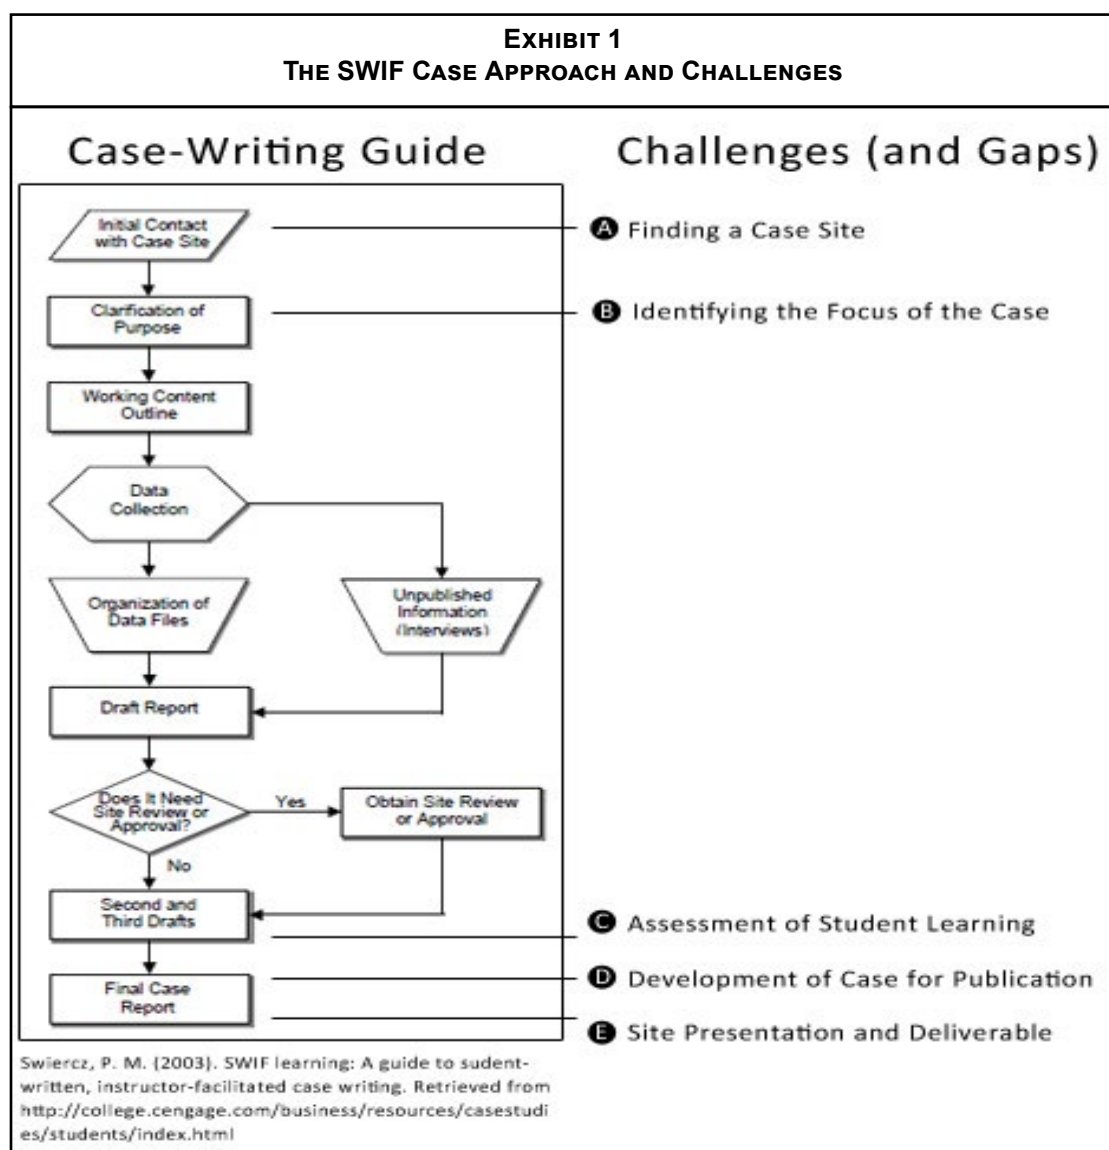 EXHIBIT 1
THE SWIF CASE APPROACH AND CHALLENGES
Case-Writing Guide
Challenges (and Gaps)
Initial Contact
with Case Site
A Finding a Case Site
Clarification of
Purpose
B Identifying the Focus of the Case
Working Content
Outline
Data
Collection
Organization of
Data Files
Unpublished
Information
(Interviews)
Draft Report
Does It Need
Site Review or
Approval?
Yes
Obtain Site Review
or Approval
No
Second and
Third Drafts
C Assessment of Student Learning
D Development of Case for Publication
Final Case
Report
E Site Presentation and Deliverable
Swiercz, P. M. (2003). SWIF learning: A guide to sudent-
written, instructor-facilitated case writing. Retrieved from
http://college.cengage.com/business/resources/casestudi
es/students/index.html